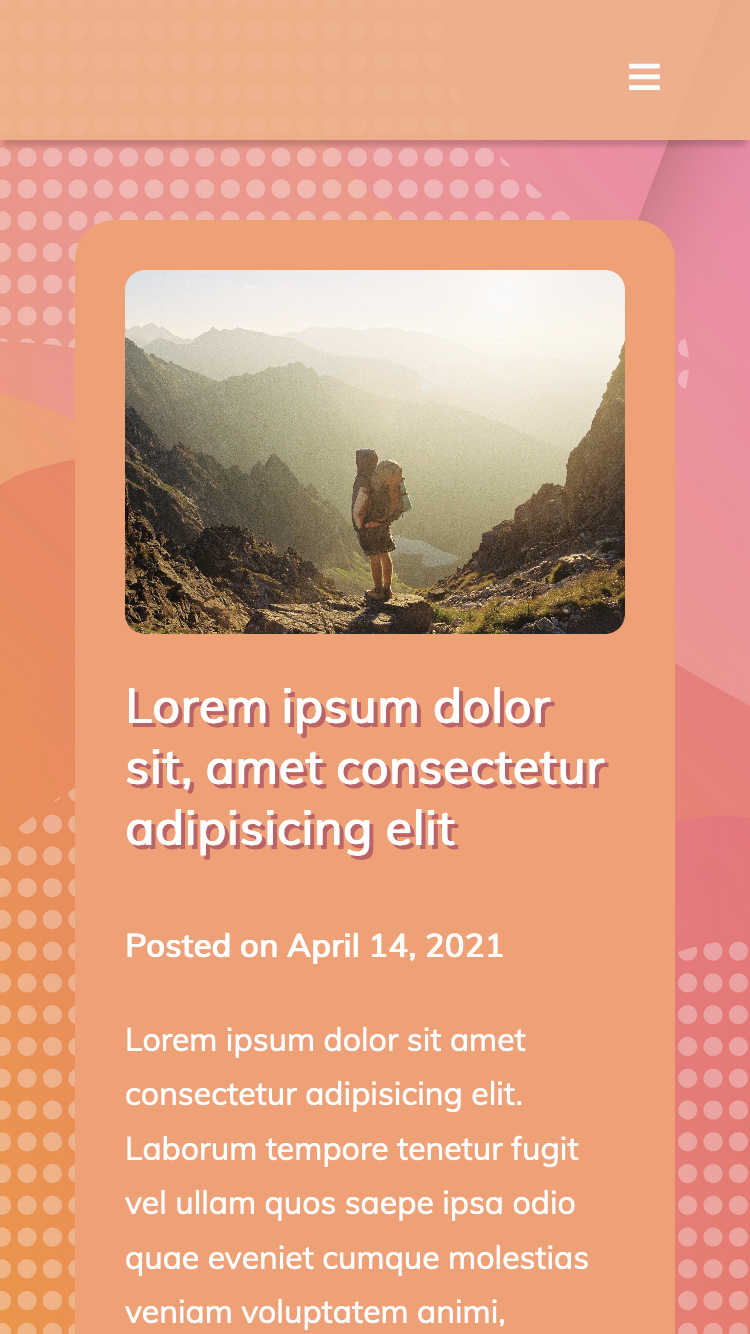 Lorem ipsum dolor
sit, amet consectetur
adipisicing elit
Posted on April 14, 2021
Lorem ipsum dolor sit amet
consectetur adipisicing elit.
Laborum tempore tenetur fugit
vel ullam quos saepe ipsa odio
quae eveniet cumque molestias
veniam voluptatem animi,